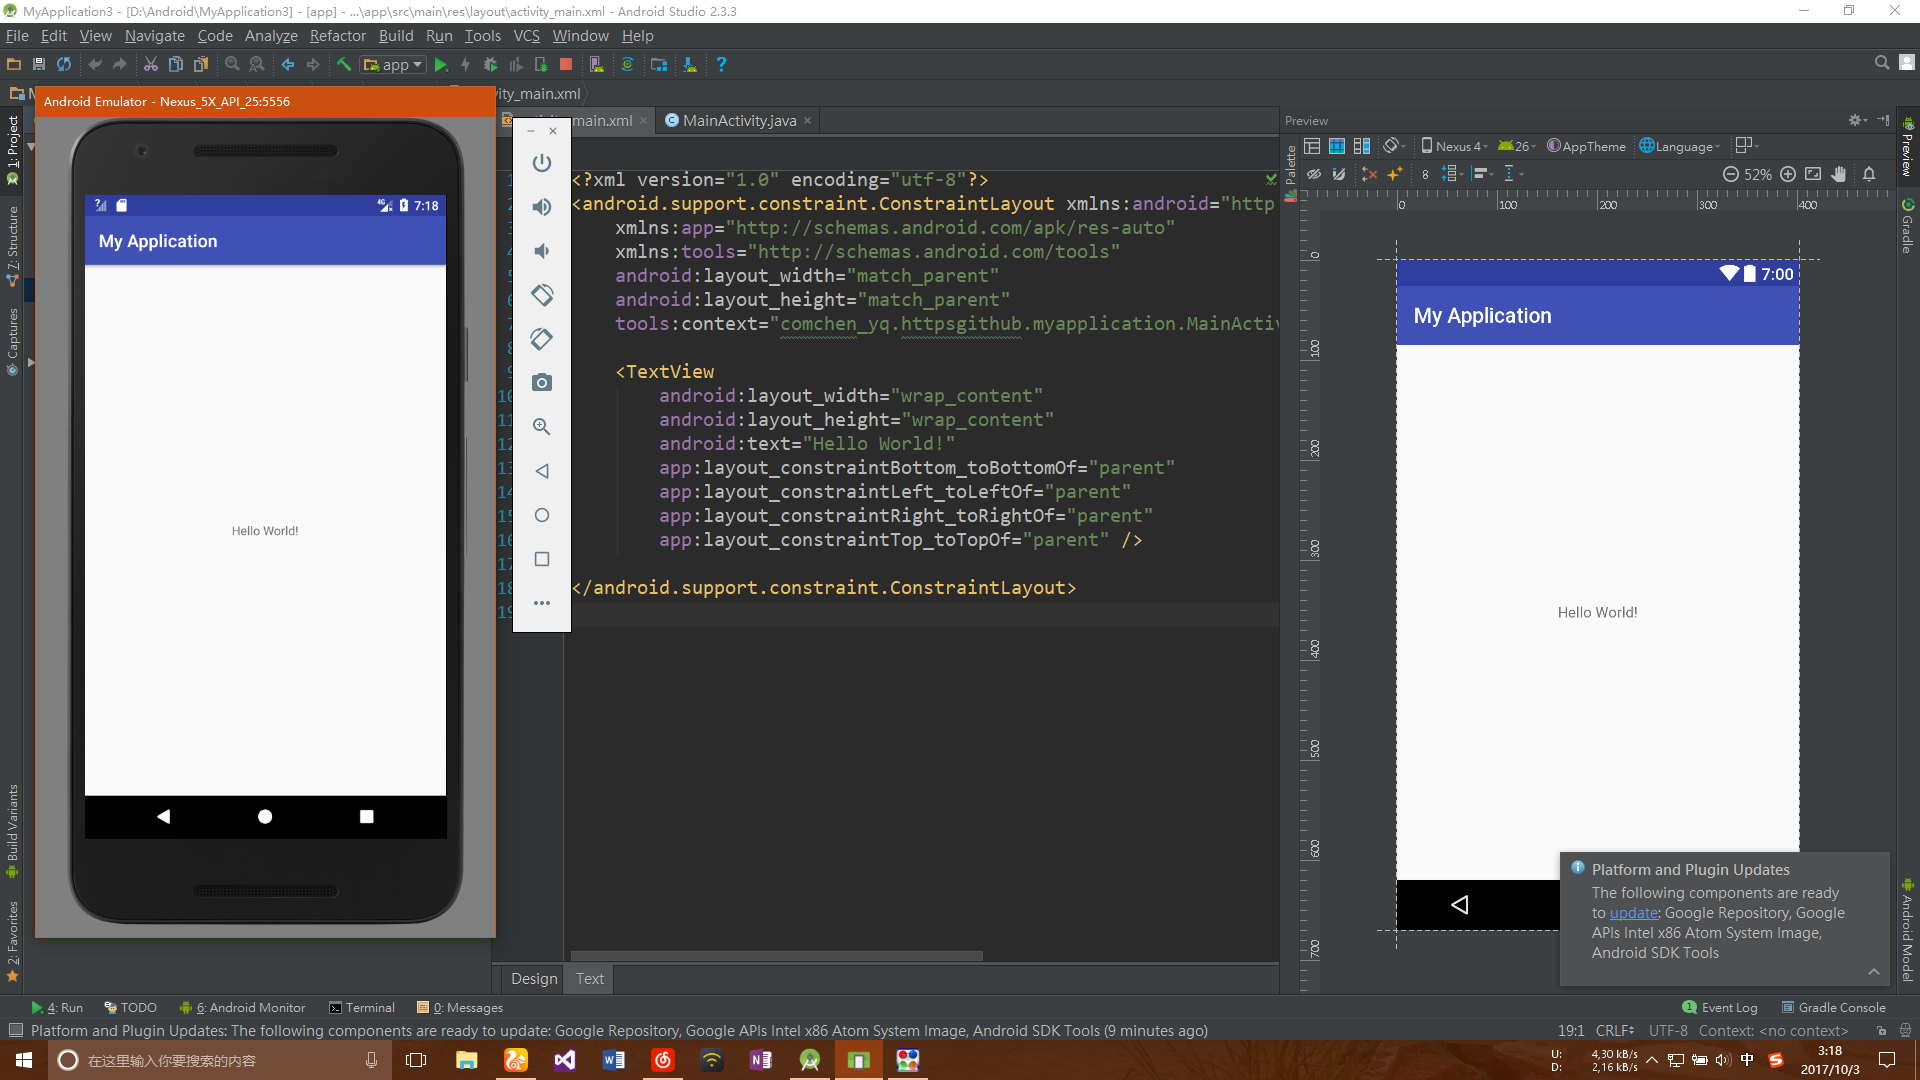 MyApplication3 - [D:\Android\MyApplication3] - [app] - ...\app\src\main\res\layout\activity_main.xml - Android Studio 2.3.3
File Edit View Navigate Code Analyze Refactor Build Run Tools VCS Window Help
app
ty_main.xml
Android Emulator - Nexus_5X_API_25:5556
main.xml
MainActivity.java
1: Project
7: Structure
Captures
Build Variants
2: Favorites
7:18
My Application
Hello World!
<?xml version="1.0" encoding="utf-8"?>
<android.support.constraint.ConstraintLayout xmlns:android="http
xmlns:app="http://schemas.android.com/apk/res-auto"
xmlns:tools="http://schemas.android.com/tools"
android:layout_width="match_parent"
android:layout_height="match_parent"
tools:context="comchen_yq.httpsgithub.myapplication.MainActiv
<TextView
android:layout_width="wrap_content"
android:layout_height="wrap_content"
android:text="Hello World!"
app:layout_constraintBottom_toBottomOf="parent"
app:layout_constraintLeft_toLeftOf="parent"
app:layout_constraintRight_toRightOf="parent"
app:layout_constraintTop_toTopOf="parent" />
</android.support.constraint.ConstraintLayout>
Design Text
Preview
Palette
Nexus 4 26 AppTheme Language
8 52%
0 100 200 300 400
0
100
200
300
400
500
600
700
7:00
My Application
Hello World!
Preview
Gradle
Android Model
Platform and Plugin Updates
The following components are ready
to update: Google Repository, Google
APIs Intel x86 Atom System Image,
Android SDK Tools
4: Run TODO 6: Android Monitor Terminal 0: Messages
1 Event Log Gradle Console
Platform and Plugin Updates: The following components are ready to update: Google Repository, Google APIs Intel x86 Atom System Image, Android SDK Tools (9 minutes ago)
19:1 CRLF UTF-8 Context: <no context>
在这里输入你要搜索的内容
U: 4,30 kB/s
D: 2,16 kB/s
中
3:18
2017/10/3